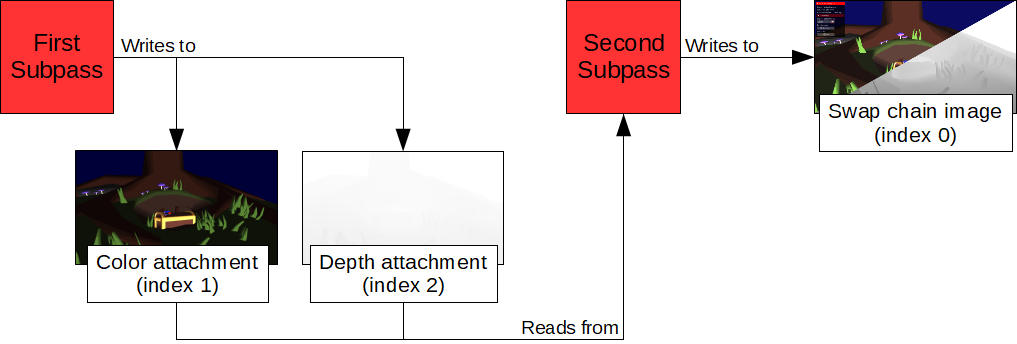 First
Subpass
Writes to
Second
Subpass
Writes to
Swap chain image
(index 0)
Color attachment
(index 1)
Depth attachment
(index 2)
Reads from